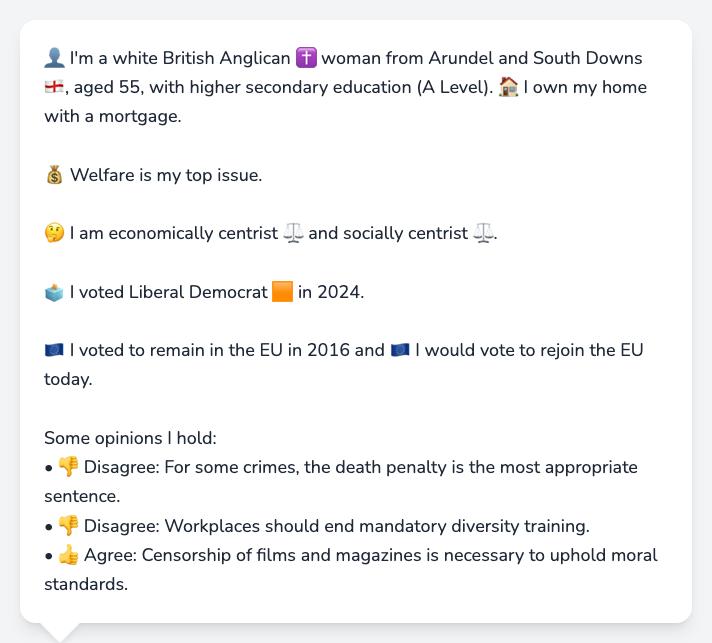 👤 I'm a white British Anglican ✝️ woman from Arundel and South Downs
🏴󠁧󠁢󠁥󠁮󠁧󠁿, aged 55, with higher secondary education (A Level). 🏠 I own my home
with a mortgage.
💰 Welfare is my top issue.
🤔 I am economically centrist ⚖️ and socially centrist ⚖️.
🗳️ I voted Liberal Democrat 🟧 in 2024.
🇪🇺 I voted to remain in the EU in 2016 and 🇪🇺 I would vote to rejoin the EU
today.
Some opinions I hold:
• 👎 Disagree: For some crimes, the death penalty is the most appropriate
sentence.
• 👎 Disagree: Workplaces should end mandatory diversity training.
• 👍 Agree: Censorship of films and magazines is necessary to uphold moral
standards.